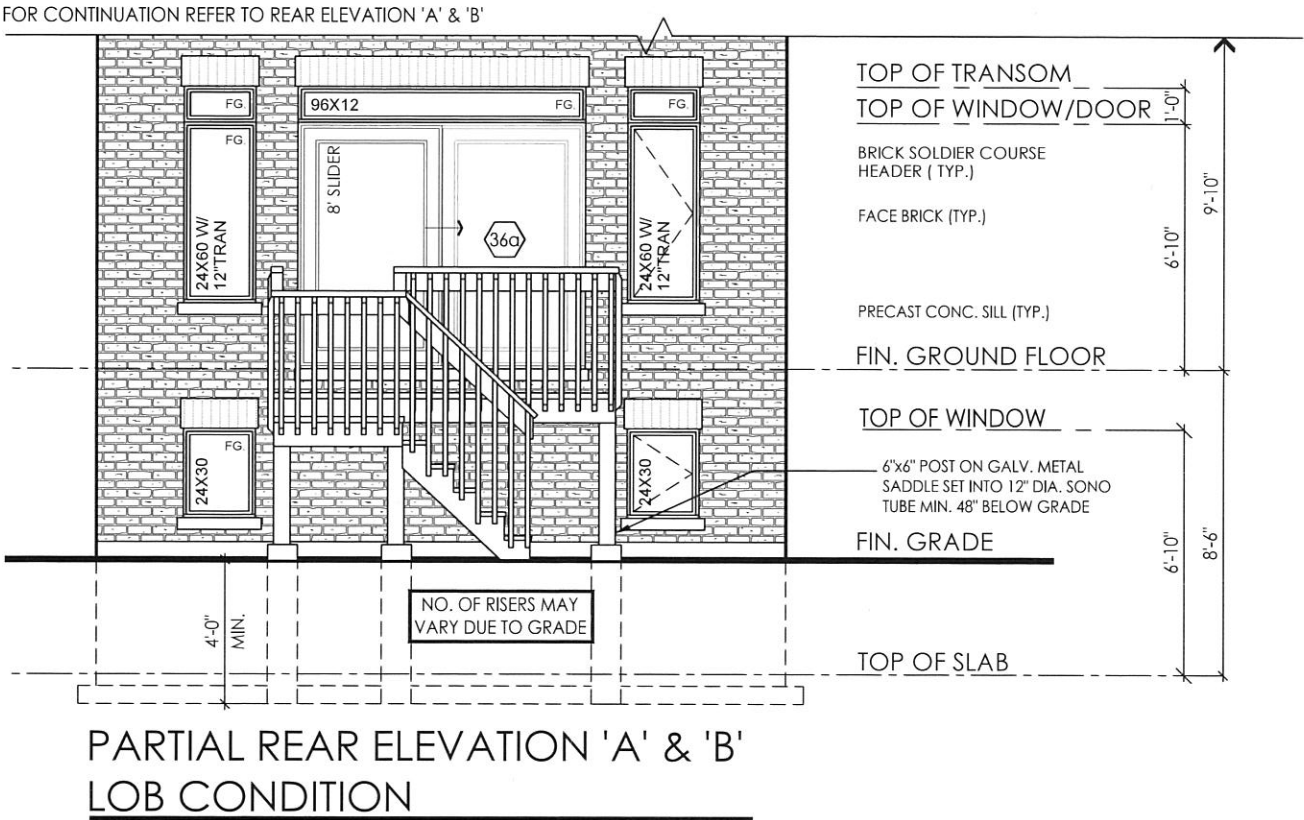 FOR CONTINUATION REFER TO REAR ELEVATION 'A' & 'B'
FG.
96X12
FG.
FG.
FG.
8' SLIDER
36a
24X60 W/
12"TRAN
24X60 W/
12"TRAN
FG.
24X30
24X30
TOP OF TRANSOM
TOP OF WINDOW/DOOR
1'-0"
BRICK SOLDIER COURSE
HEADER ( TYP.)
FACE BRICK (TYP.)
9'-10"
6'-10"
PRECAST CONC. SILL (TYP.)
FIN. GROUND FLOOR
TOP OF WINDOW
6"x6" POST ON GALV. METAL
SADDLE SET INTO 12" DIA. SONO
TUBE MIN. 48" BELOW GRADE
FIN. GRADE
6'-10"
8'-6"
4'-0"
MIN.
NO. OF RISERS MAY
VARY DUE TO GRADE
TOP OF SLAB
PARTIAL REAR ELEVATION 'A' & 'B'
LOB CONDITION